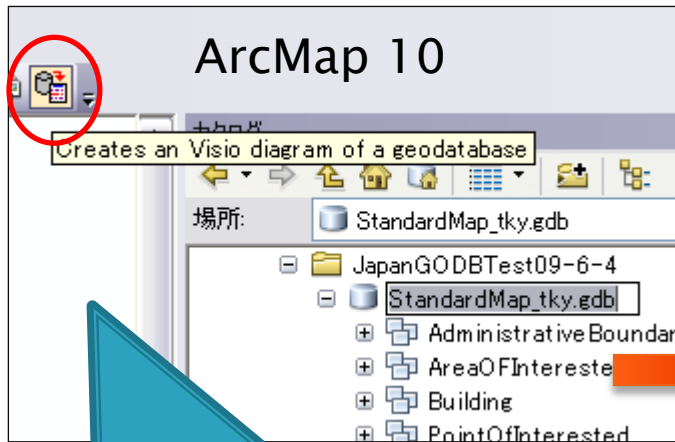 ArcMap 10
カタログ
Creates an Visio diagram of a geodatabase
場所:
StandardMap_tky.gdb
JapanGODBTest09-6-4
StandardMap_tky.gdb
AdministrativeBoundar
AreaOFIntereste
Building
PointOfInterested